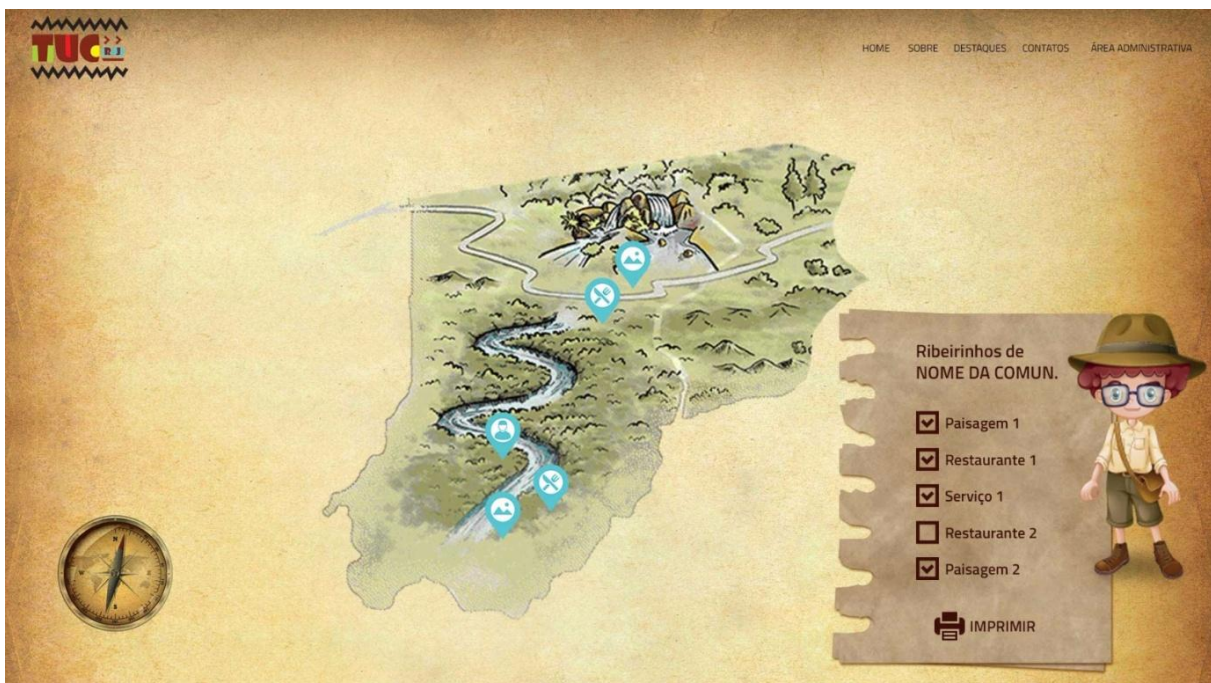 TUC
RJ
HOME SOBRE DESTAQUES CONTATOS ÁREA ADMINISTRATIVA
Ribeirinhos de
NOME DA COMUN.
Paisagem 1
Restaurante 1
Serviço 1
Restaurante 2
Paisagem 2
IMPRIMIR
N